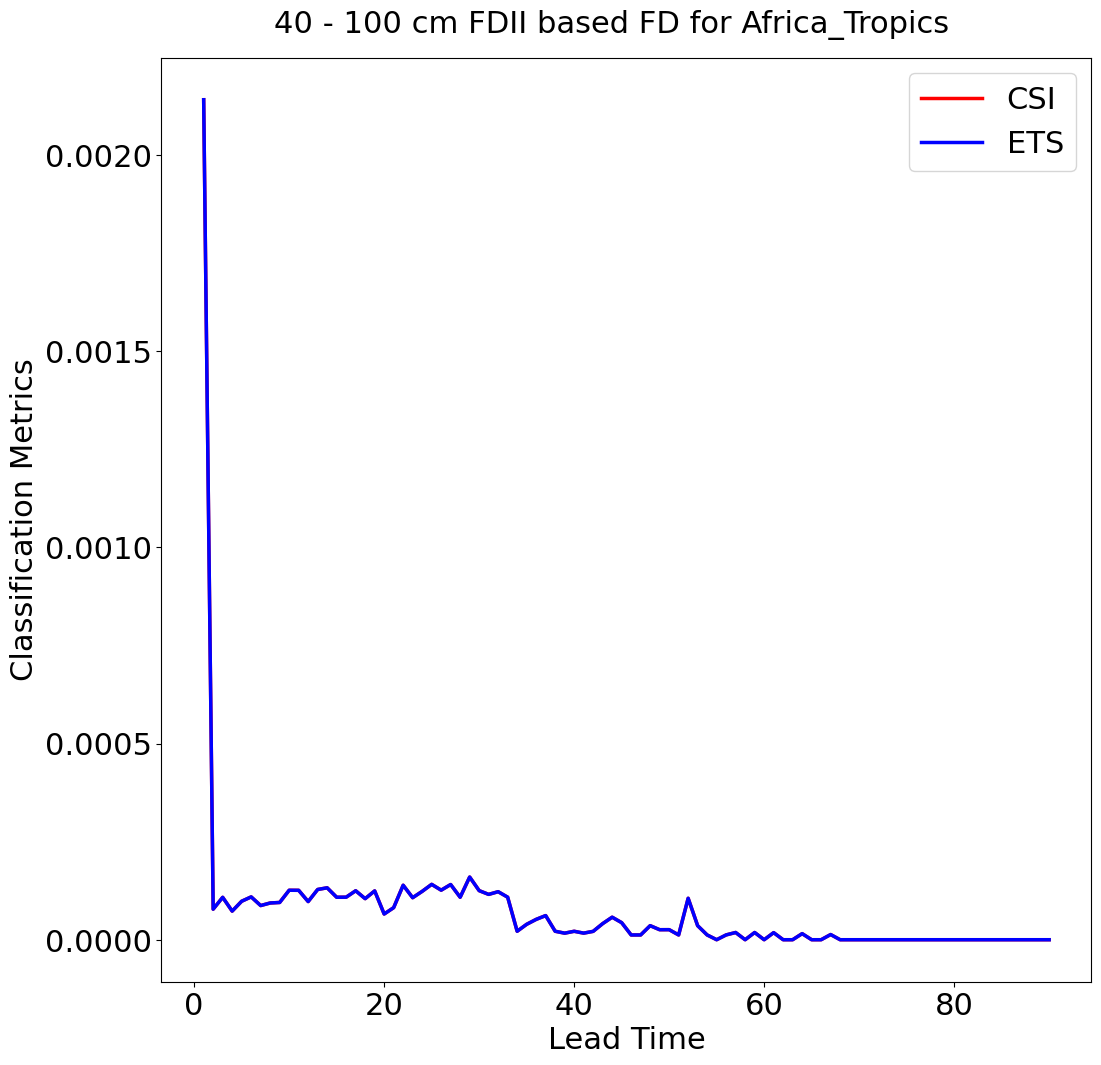 40 - 100 cm FDII based FD for Africa_Tropics
CSI
ETS
Classification Metrics
0.0020
0.0015
0.0010
0.0005
0.0000
0 20 40 60 80
Lead Time